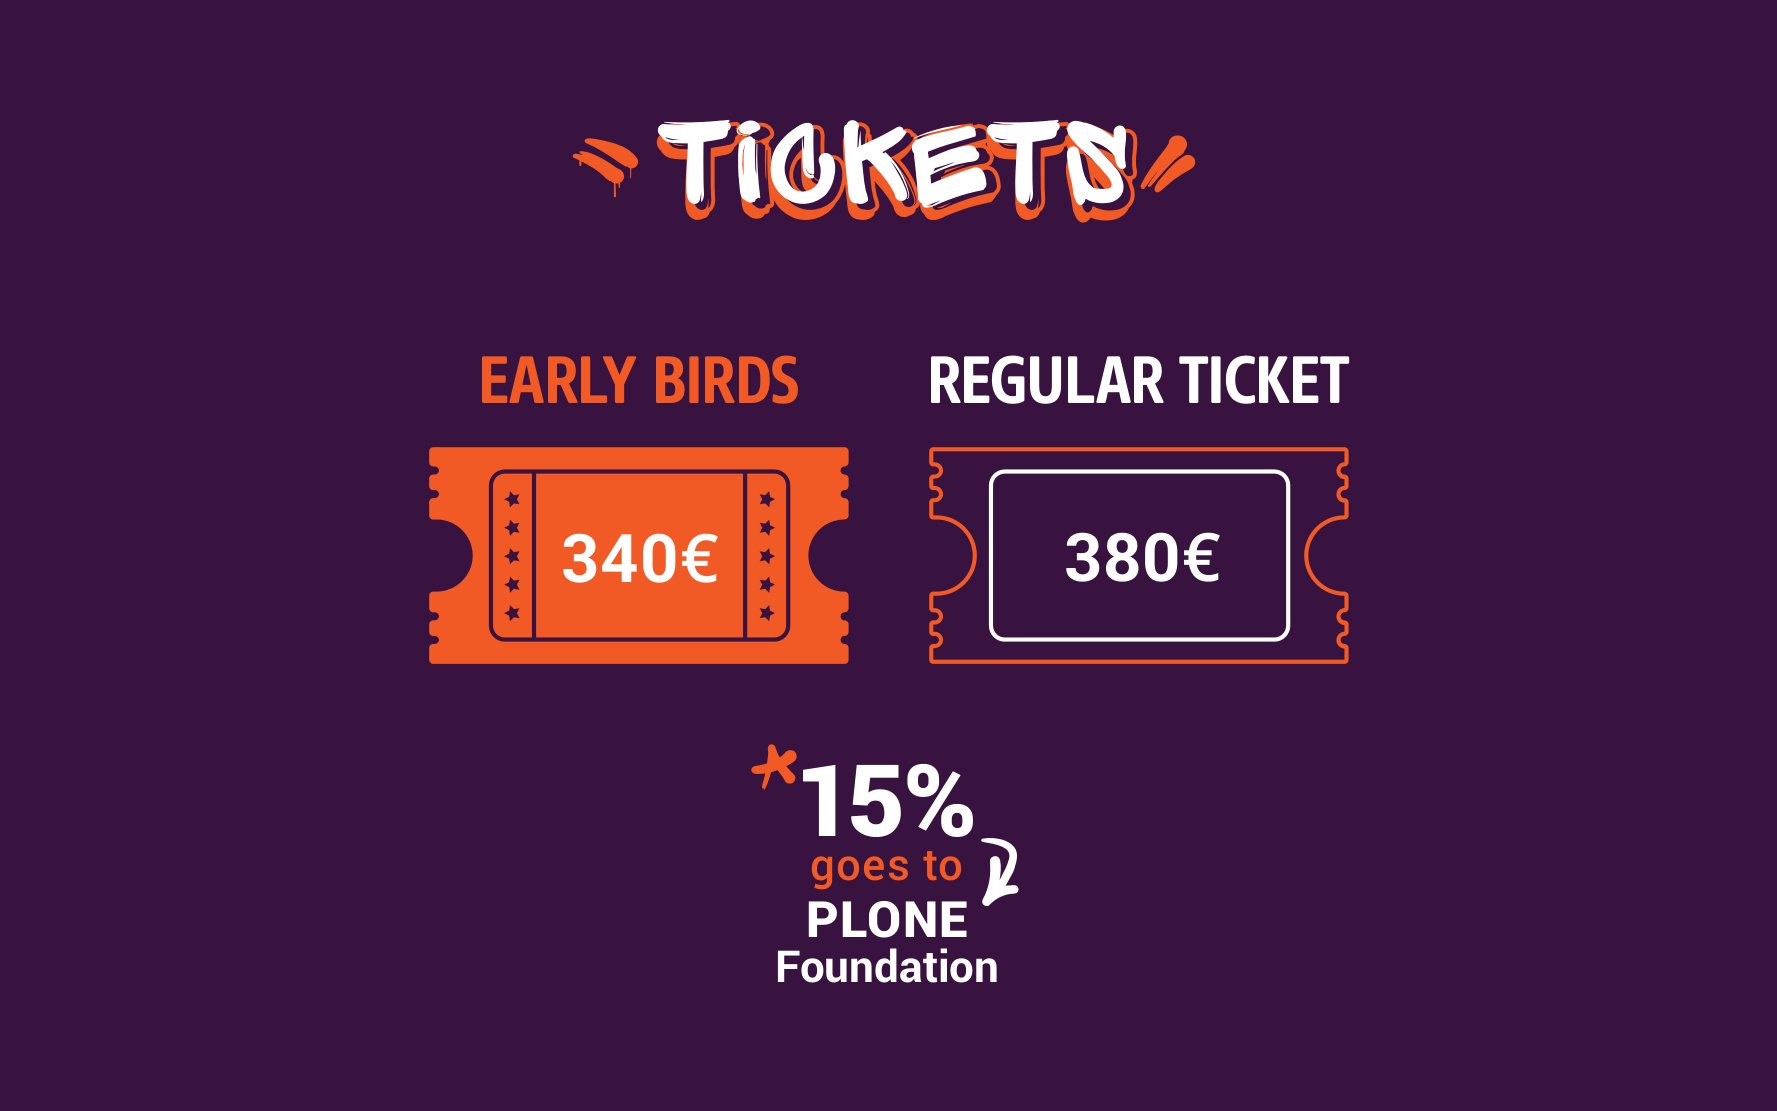 TiCKETS
EARLY BIRDS
340€
REGULAR TICKET
380€
*15%
goes to
PLONE
Foundation